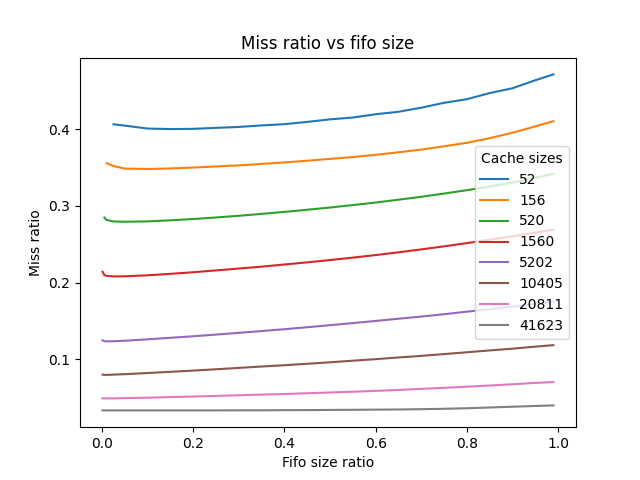 Miss ratio vs fifo size
Miss ratio
0.4
0.3
0.2
0.1
Cache sizes
52
156
520
1560
5202
10405
20811
41623
0.0 0.2 0.4 0.6 0.8 1.0
Fifo size ratio